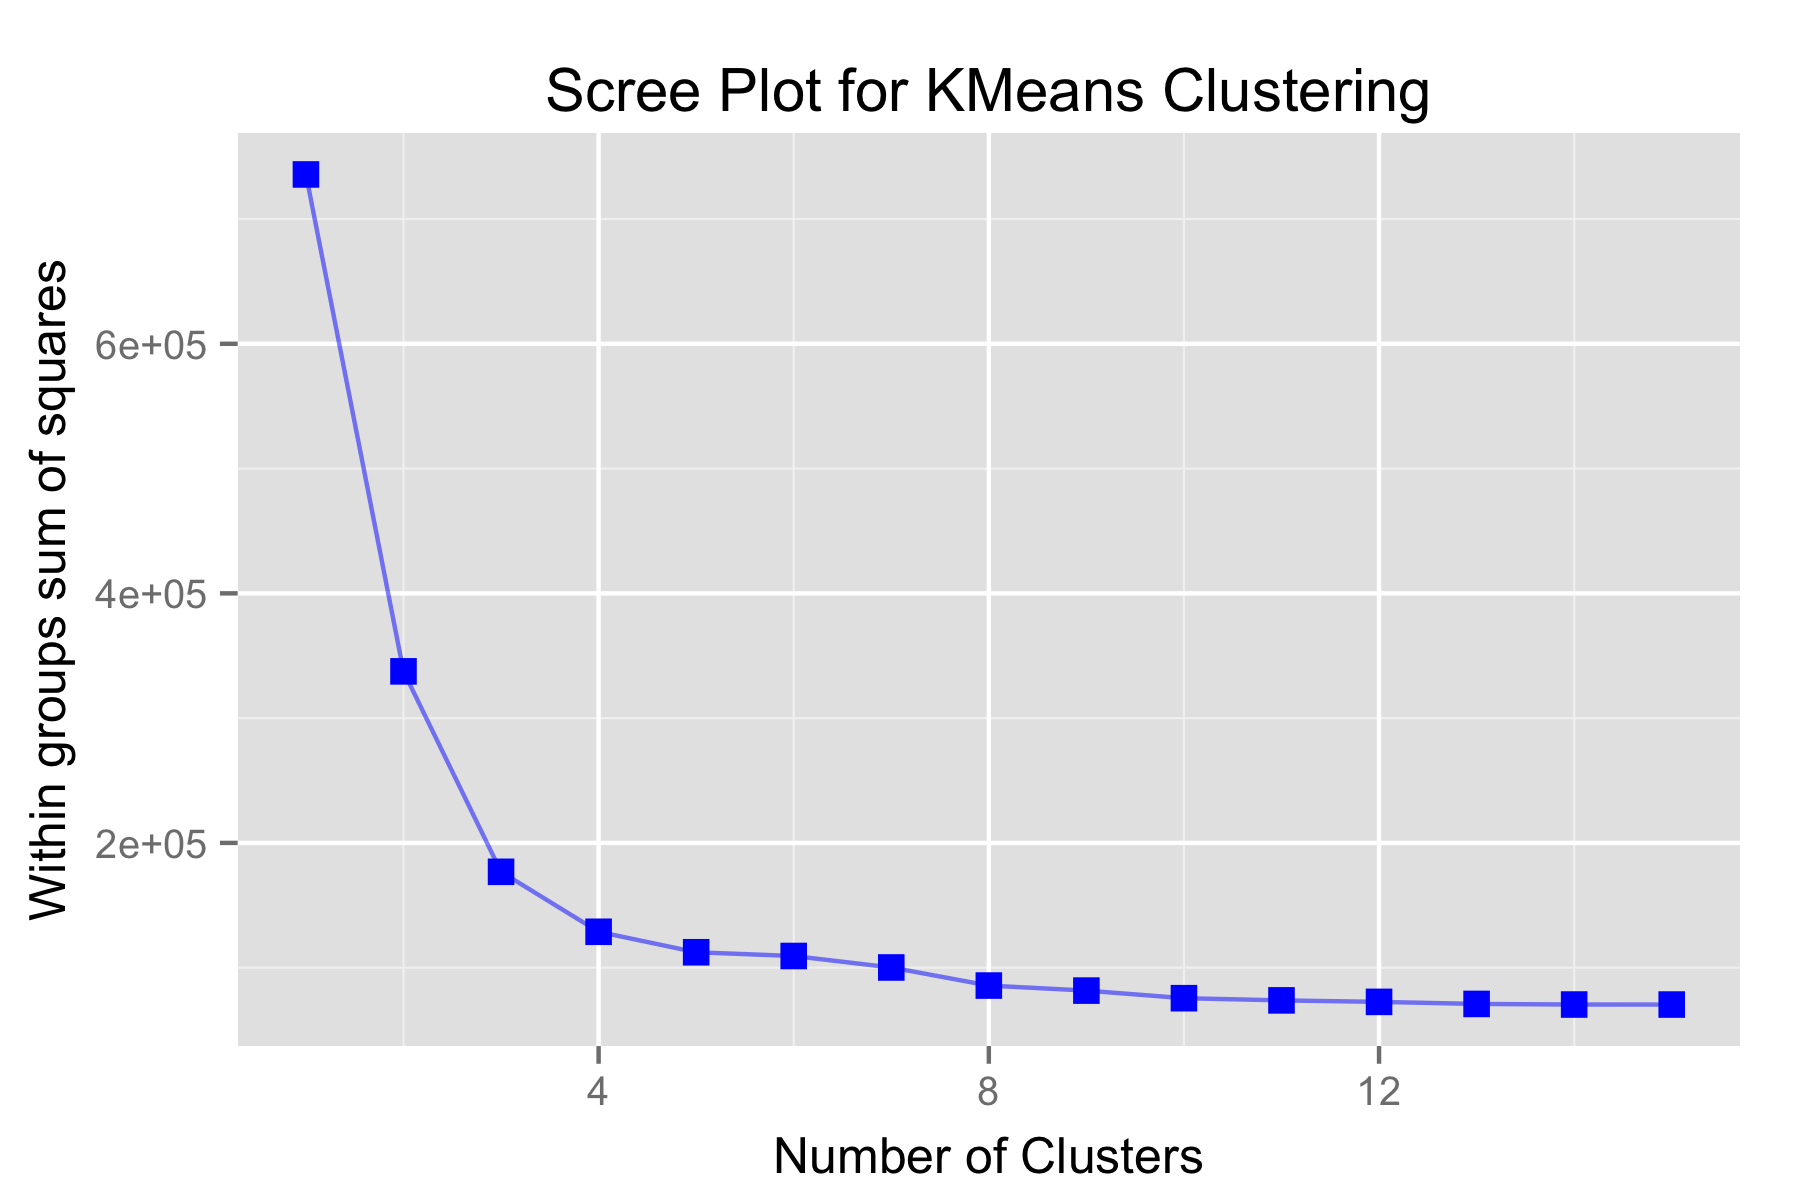 Scree Plot for KMeans Clustering
Within groups sum of squares
6e+05
4e+05
2e+05
4 8 12
Number of Clusters